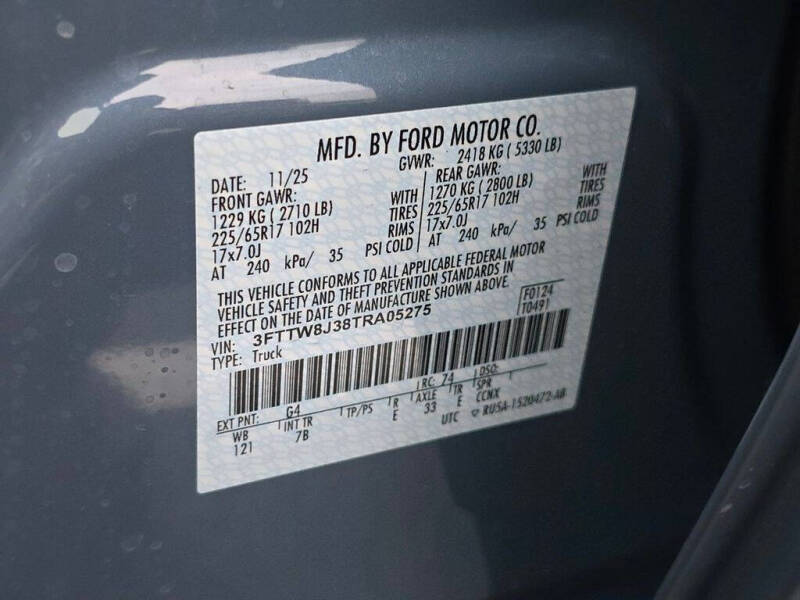 MFD. BY FORD MOTOR CO.
DATE: 11/25 GVWR: 2418 KG ( 5330 LB)
FRONT GAWR: REAR GAWR:
1229 KG ( 2710 LB) WITH 1270 KG ( 2800 LB) WITH
225/65R17 102H TIRES 225/65R17 102H TIRES
17x7.0J RIMS 17x7.0J RIMS
AT 240 kPa/ 35 PSI COLD AT 240 kPa/ 35 PSI COLD
THIS VEHICLE CONFORMS TO ALL APPLICABLE FEDERAL MOTOR
VEHICLE SAFETY AND THEFT PREVENTION STANDARDS IN
EFFECT ON THE DATE OF MANUFACTURE SHOWN ABOVE.
VIN: 3FTTW8J38TRA05275 F0124
TYPE: Truck T0491
EXT PNT: G4 RC: 74 DSO:
WB INT TR TP/PS R AXLE TR SPR
121 7B E 33 E CCNX
UTC RU5A-1520472-AB